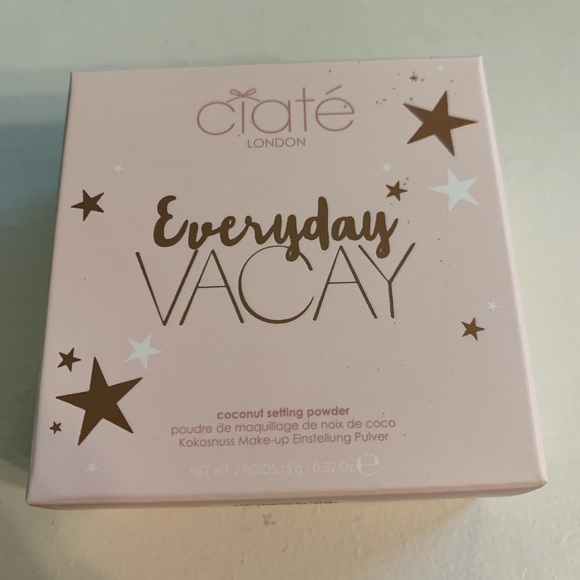 ciaté
LONDON
Everyday
VACAY
coconut setting powder
poudre de maquillage de noix de coco
Kokosnuss Make-up Einstellung Pulver
NET WT. / POIDS 15 g / 0.52 Oz ℮